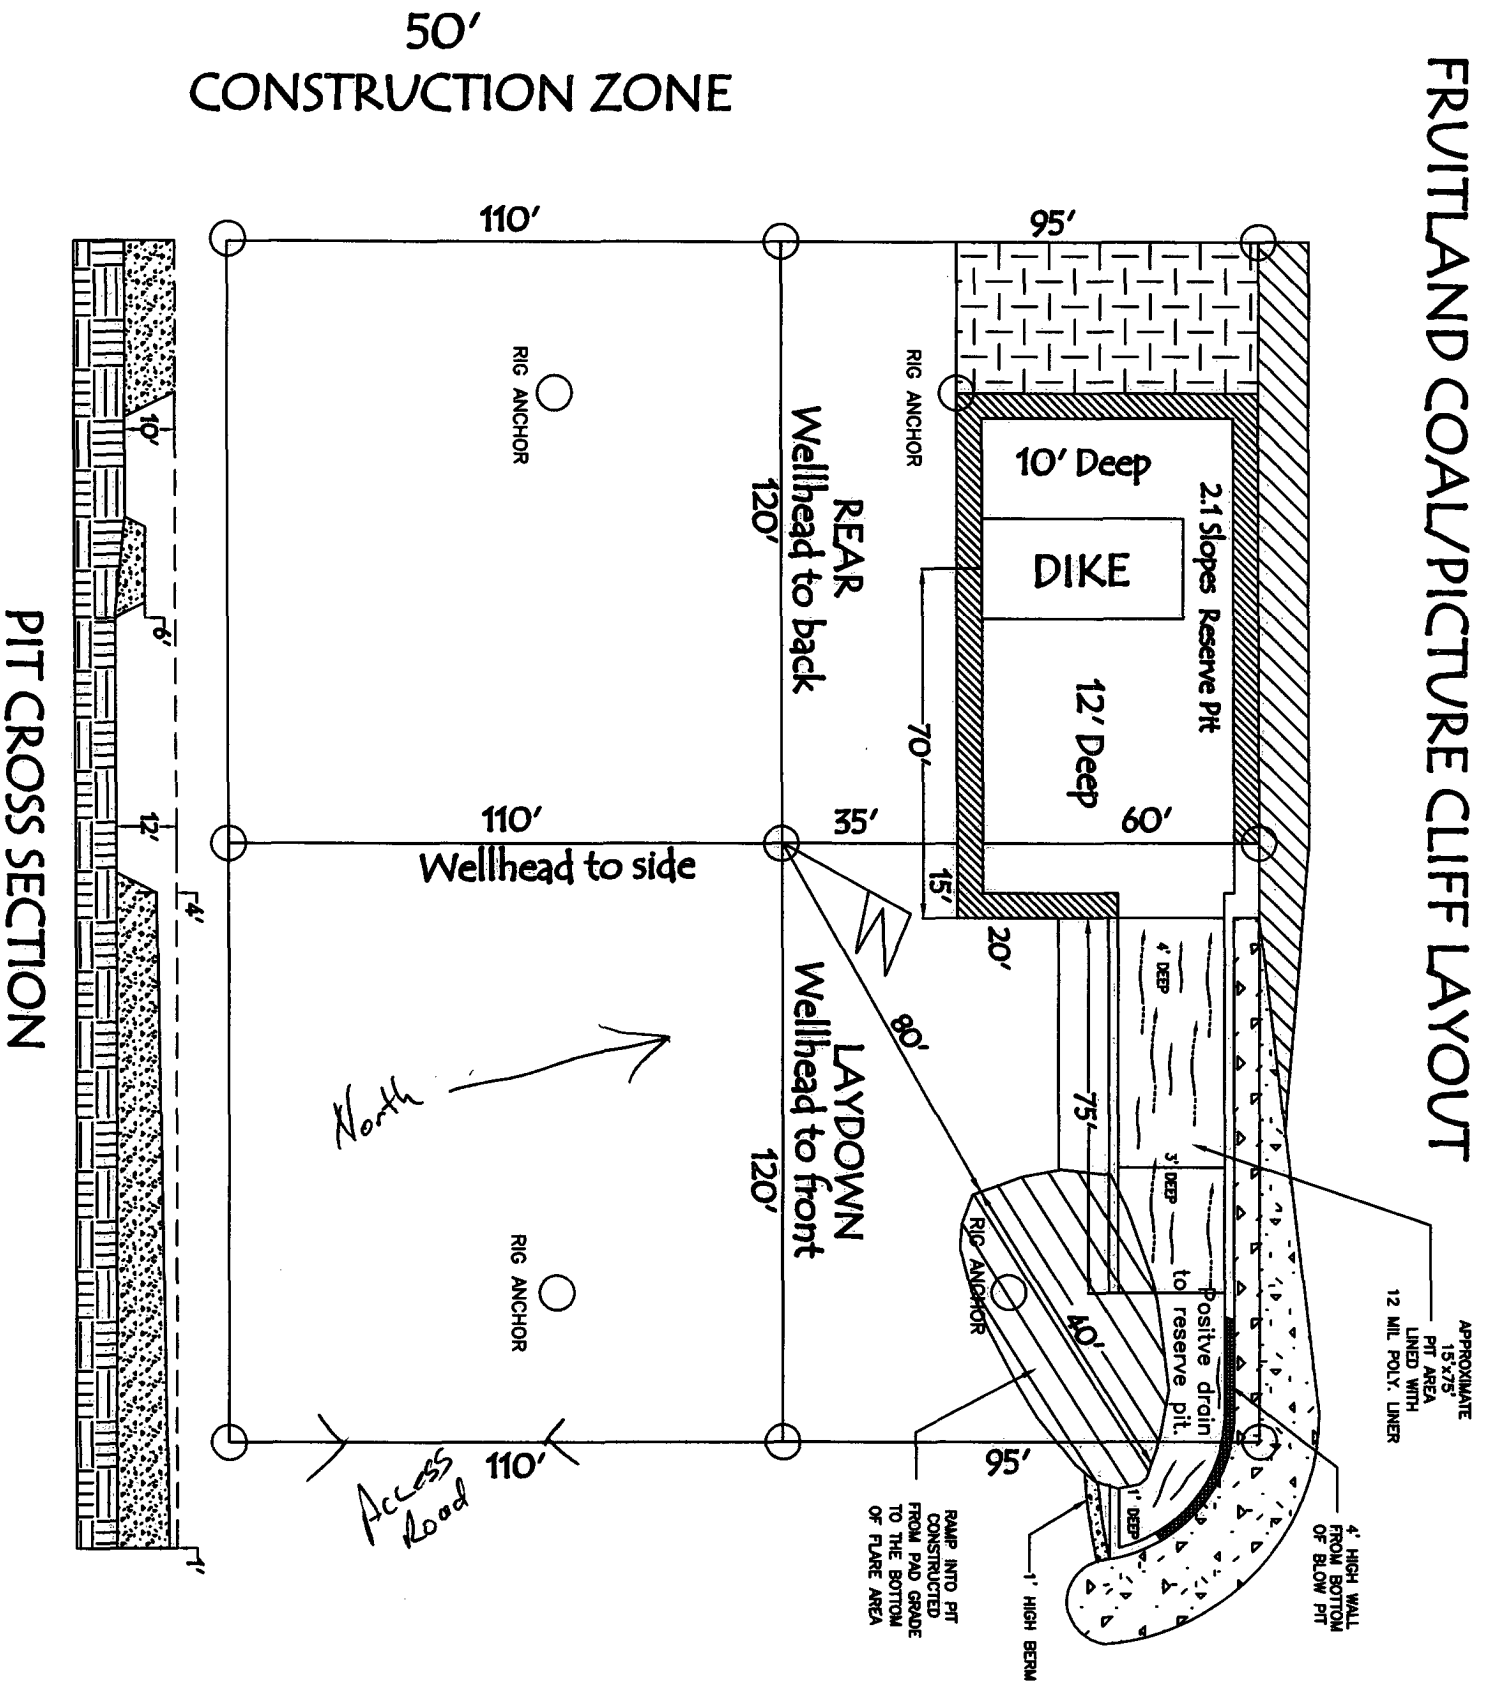 FRUITLAND COAL/PICTURE CLIFF LAYOUT
50'
CONSTRUCTION ZONE
110'
95'
RIG ANCHOR
RIG ANCHOR
10' Deep
DIKE
2.1 Slopes Reserve Pit
12' Deep
REAR
Wellhead to back
120'
70'
110'
Wellhead to side
35'
60'
15'
20'
4' DEEP
3' DEEP
80'
75'
LAYDOWN
Wellhead to front
120'
North
RIG ANCHOR
RIG ANCHOR
40'
Positve drain
to reserve pit.
1' DEEP
110'
95'
Access
Road
APPROXIMATE
15'x75'
PIT AREA
LINED WITH
12 MIL POLY. LINER
4' HIGH WALL
FROM BOTTOM
OF BLOW PIT
1' HIGH BERM
RAMP INTO PIT
CONSTRUCTED
FROM PAD GRADE
TO THE BOTTOM
OF FLARE AREA
10'
6'
12'
4'
1'
PIT CROSS SECTION